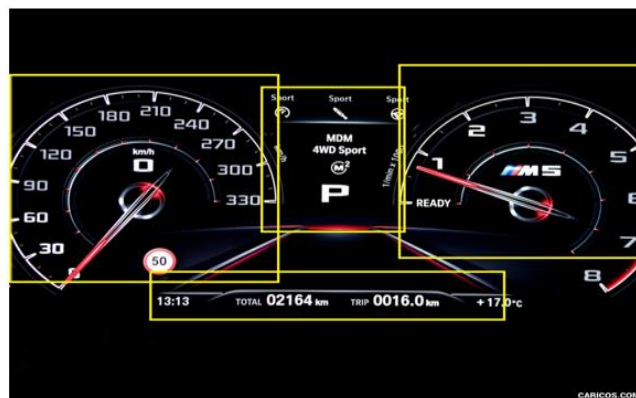 Sport Sport Sport
MDM
4WD Sport
M²
P
km/h
0
0 30 60 90 120 150 180 210 240 270 300 330
50
1/min x 1000
READY 1 2 3 4 5 6 7 8
M5
13:13 TOTAL 02164 km TRIP 0016.0 km +17.0°C
CARICOS.COM